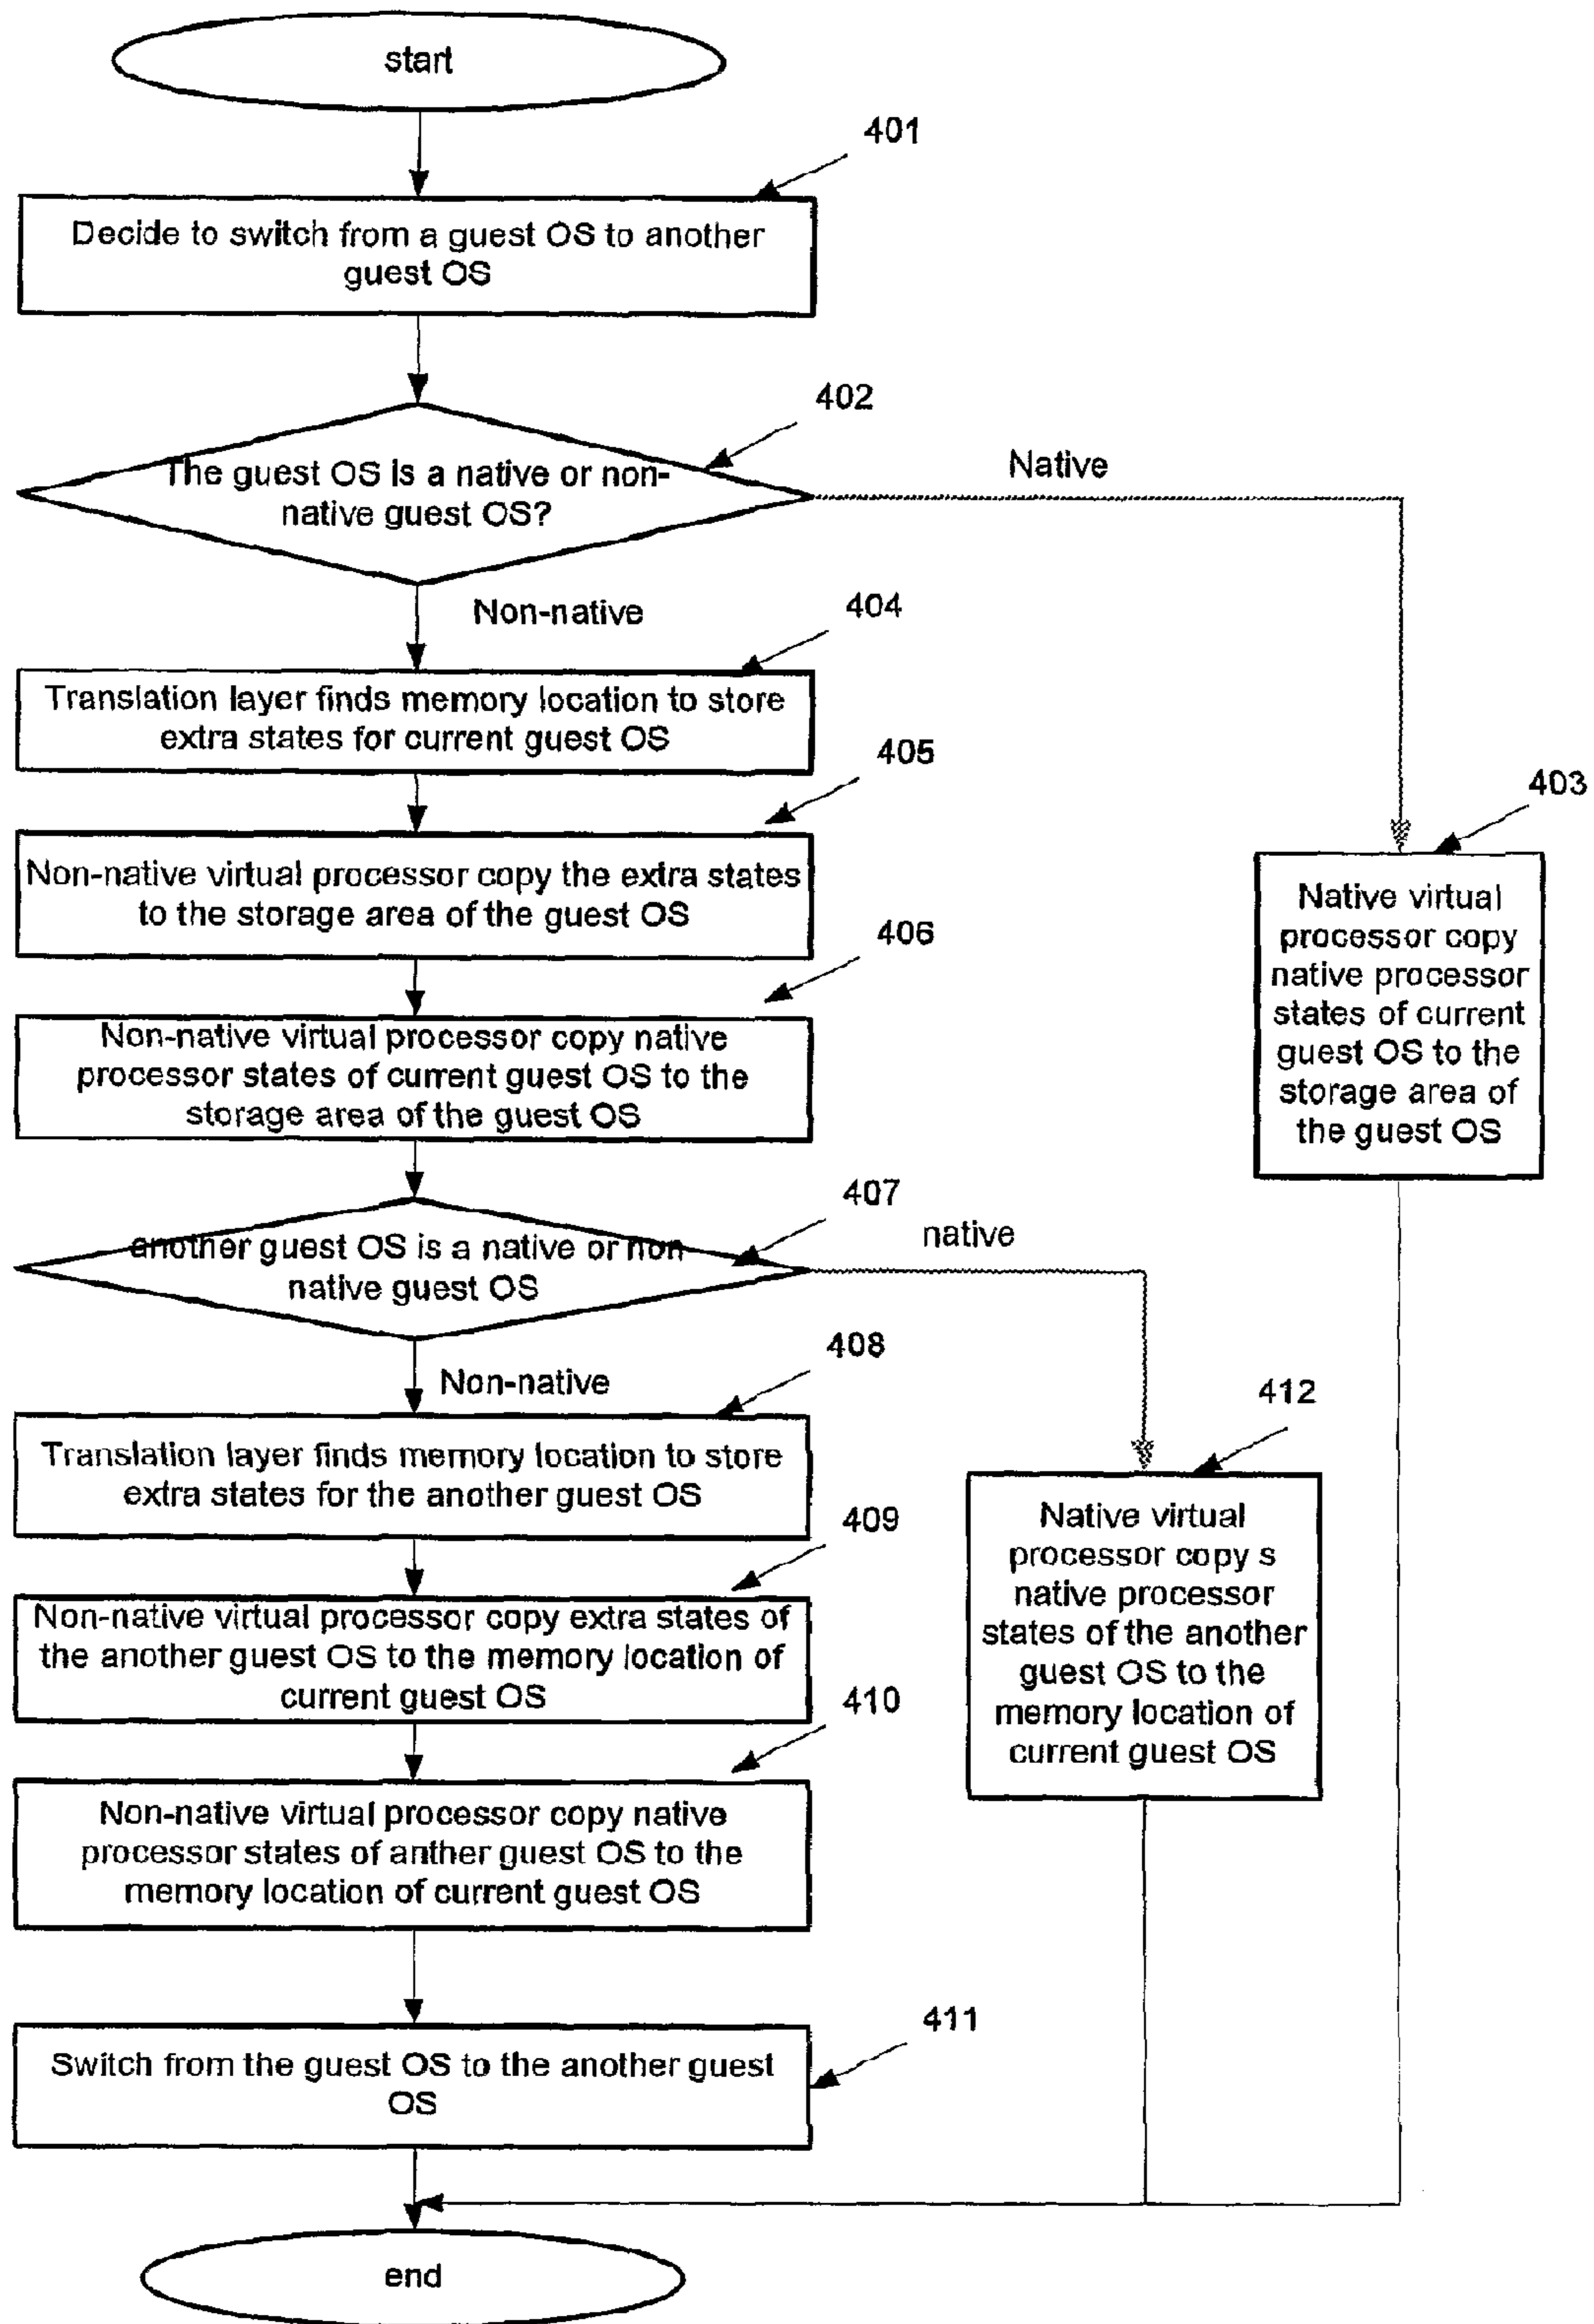 start
401
Decide to switch from a guest OS to another
guest OS
402
The guest OS is a native or non-
native guest OS?
Native
Non-native
404
Translation layer finds memory location to store
extra states for current guest OS
405
Non-native virtual processor copy the extra states
to the storage area of the guest OS
403
Native virtual
processor copy
native processor
states of current
guest OS to the
storage area of
the guest OS
406
Non-native virtual processor copy native
processor states of current guest OS to the
storage area of the guest OS
407
another guest OS is a native or non
native guest OS
native
Non-native
408
Translation layer finds memory location to store
extra states for the another guest OS
412
Native virtual
processor copy s
native processor
states of the another
guest OS to the
memory location of
current guest OS
409
Non-native virtual processor copy extra states of
the another guest OS to the memory location of
current guest OS
410
Non-native virtual processor copy native
processor states of anther guest OS to the
memory location of current guest OS
411
Switch from the guest OS to the another guest
OS
end